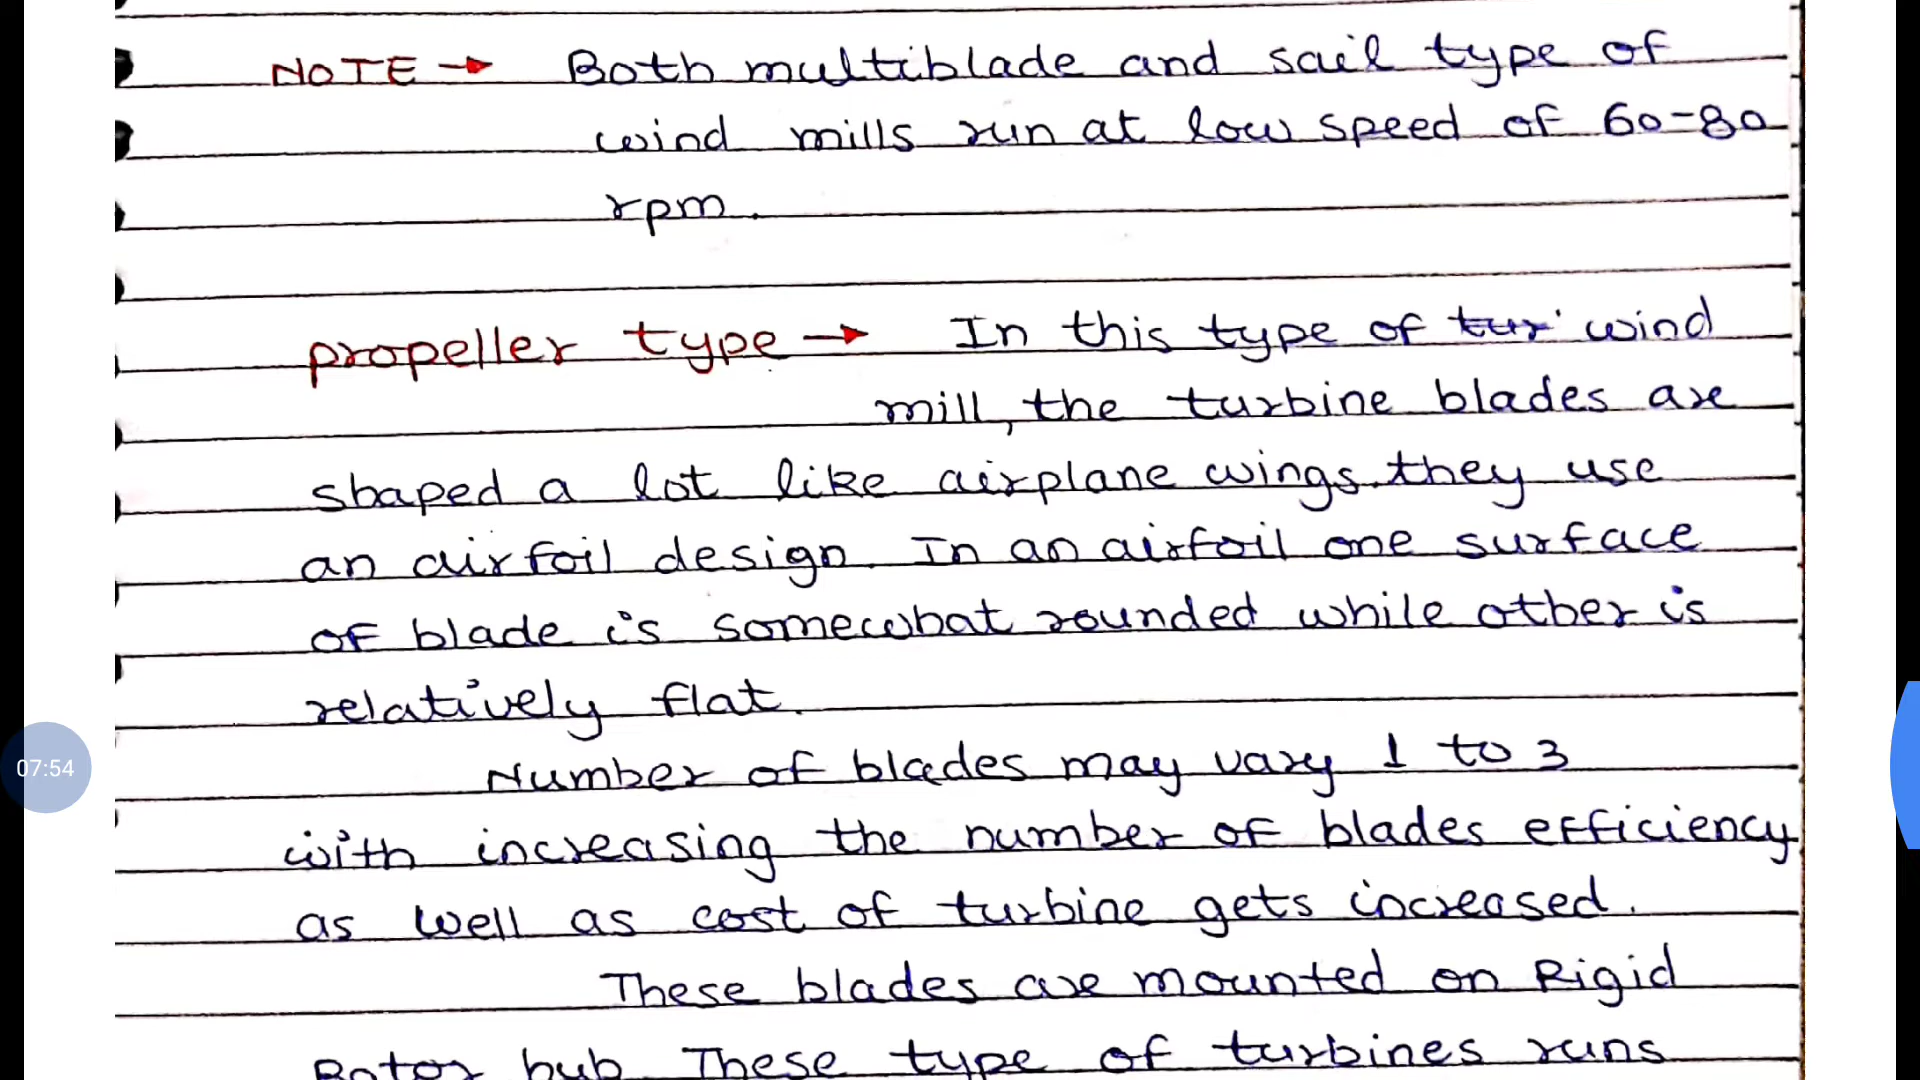 NOTE → Both multiblade and sail type of
wind mills run at low speed of 60-80
rpm.
propeller type → In this type of tur wind
mill, the turbine blades are
shaped a lot like airplane wings. they use
an airfoil design. In an airfoil one surface
of blade is somewhat rounded while other is
relatively flat.
Number of blades may vary 1 to 3
07:54
with increasing the number of blades efficiency
as well as cost of turbine gets increased.
These blades are mounted on Rigid
Rotor hub. These type of turbines runs